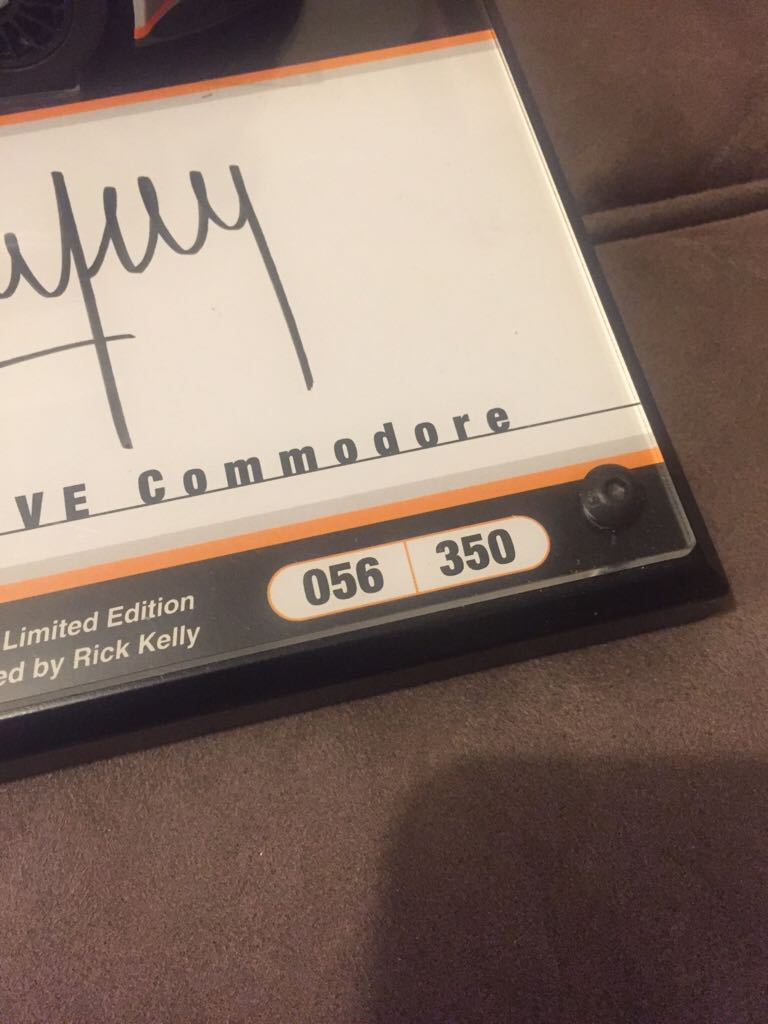 VE Commodore
056 350
Limited Edition
ed by Rick Kelly